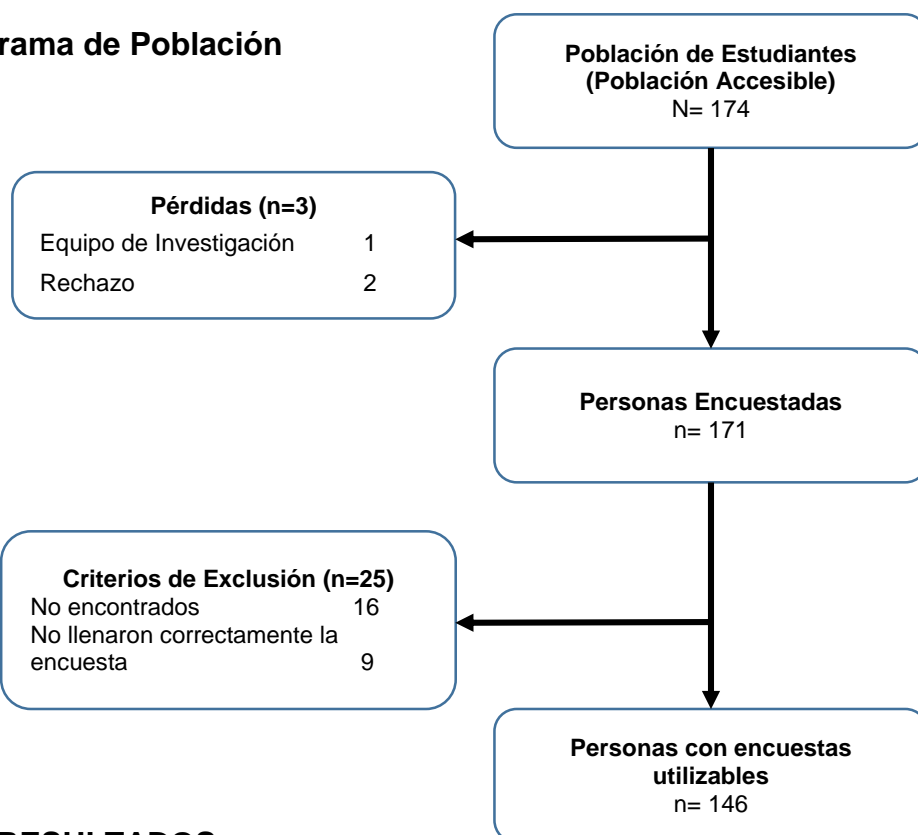 rama de Población
Población de Estudiantes
(Población Accesible)
N= 174
Pérdidas (n=3)
Equipo de Investigación 1
Rechazo 2
Personas Encuestadas
n= 171
Criterios de Exclusión (n=25)
No encontrados 16
No llenaron correctamente la
encuesta 9
Personas con encuestas
utilizables
n= 146